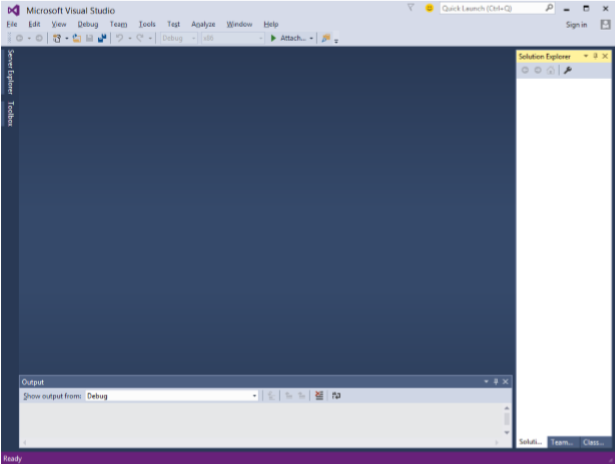 Microsoft Visual Studio
Quick Launch (Ctrl+Q)
File Edit View Debug Team Tools Test Analyze Window Help
Sign in
Debug x86 Attach...
Server Explorer
Toolbox
Solution Explorer
Output
Show output from: Debug
Soluti... Team... Class...
Ready